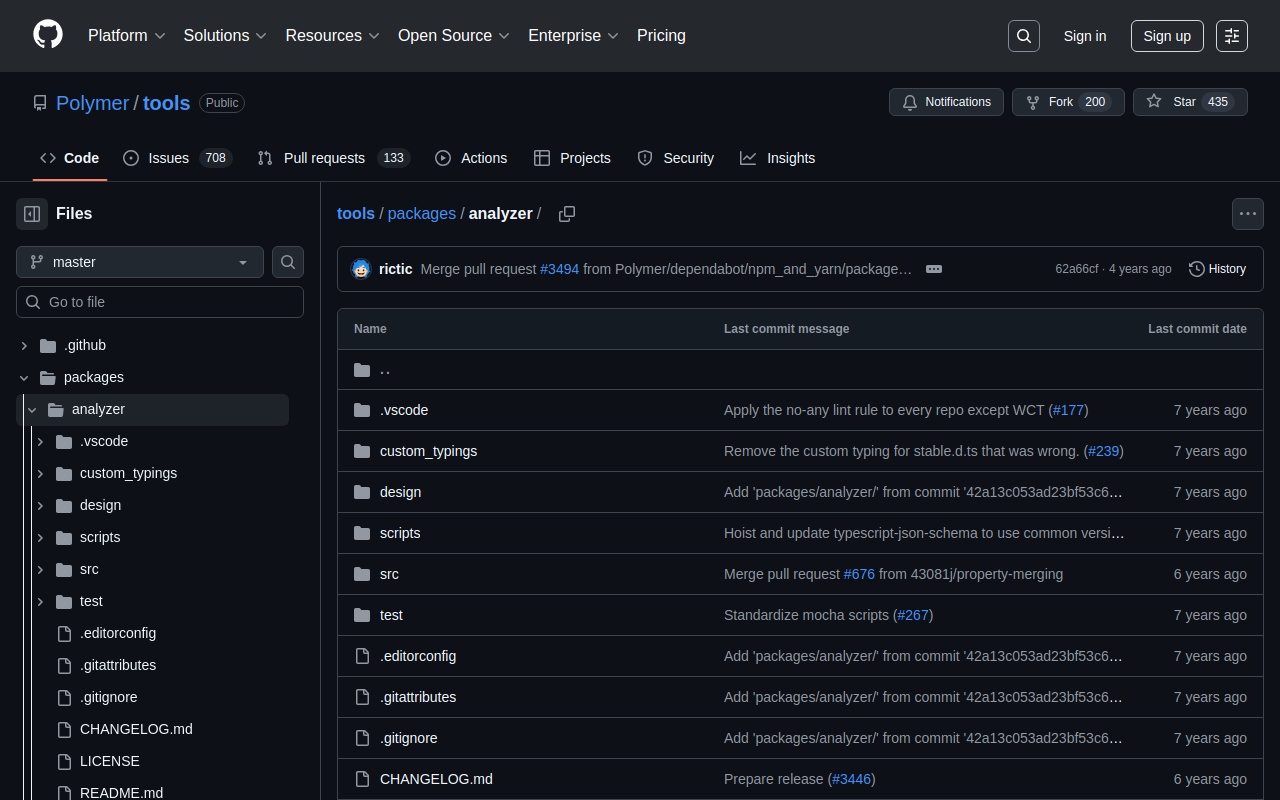 Platform Solutions Resources Open Source Enterprise Pricing Sign in Sign up
Polymer / tools Public Notifications Fork 200 Star 435
Code Issues 708 Pull requests 133 Actions Projects Security Insights
Files
master
Go to file
.github
packages
analyzer
.vscode
custom_typings
design
scripts
src
test
.editorconfig
.gitattributes
.gitignore
CHANGELOG.md
LICENSE
README.md
tools / packages / analyzer /
rictic Merge pull request #3494 from Polymer/dependabot/npm_and_yarn/package… 62a66cf · 4 years ago History
Name Last commit message Last commit date
..
.vscode Apply the no-any lint rule to every repo except WCT (#177) 7 years ago
custom_typings Remove the custom typing for stable.d.ts that was wrong. (#239) 7 years ago
design Add 'packages/analyzer/' from commit '42a13c053ad23bf53c6… 7 years ago
scripts Hoist and update typescript-json-schema to use common versi… 7 years ago
src Merge pull request #676 from 43081j/property-merging 6 years ago
test Standardize mocha scripts (#267) 7 years ago
.editorconfig Add 'packages/analyzer/' from commit '42a13c053ad23bf53c6… 7 years ago
.gitattributes Add 'packages/analyzer/' from commit '42a13c053ad23bf53c6… 7 years ago
.gitignore Add 'packages/analyzer/' from commit '42a13c053ad23bf53c6… 7 years ago
CHANGELOG.md Prepare release (#3446) 6 years ago